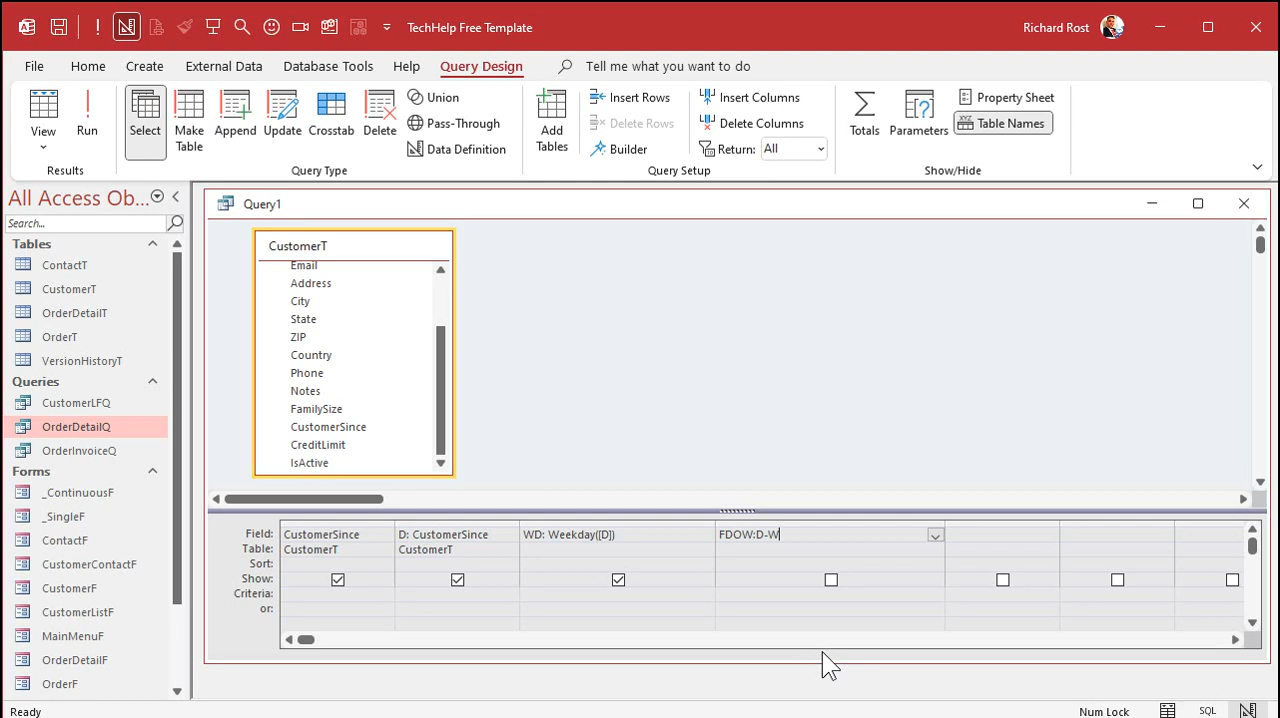 TechHelp Free Template
Richard Rost
File Home Create External Data Database Tools Help Query Design Tell me what you want to do
View
Run
Results
Select
Make Table
Append
Update
Crosstab
Delete
Union
Pass-Through
Data Definition
Query Type
Add Tables
Insert Rows
Delete Rows
Builder
Insert Columns
Delete Columns
Return: All
Query Setup
Totals
Parameters
Property Sheet
Table Names
Show/Hide
All Access Ob...
Search...
Tables
ContactT
CustomerT
OrderDetailT
OrderT
VersionHistoryT
Queries
CustomerLFQ
OrderDetailQ
OrderInvoiceQ
Forms
_ContinuousF
_SingleF
ContactF
CustomerContactF
CustomerF
CustomerListF
MainMenuF
OrderDetailF
OrderF
Query1
CustomerT
Email
Address
City
State
ZIP
Country
Phone
Notes
FamilySize
CustomerSince
CreditLimit
IsActive
Field: CustomerSince D: CustomerSince WD: Weekday([D]) FDOW:D-W
Table: CustomerT CustomerT
Sort:
Show:
Criteria:
or:
Ready
Num Lock
SQL